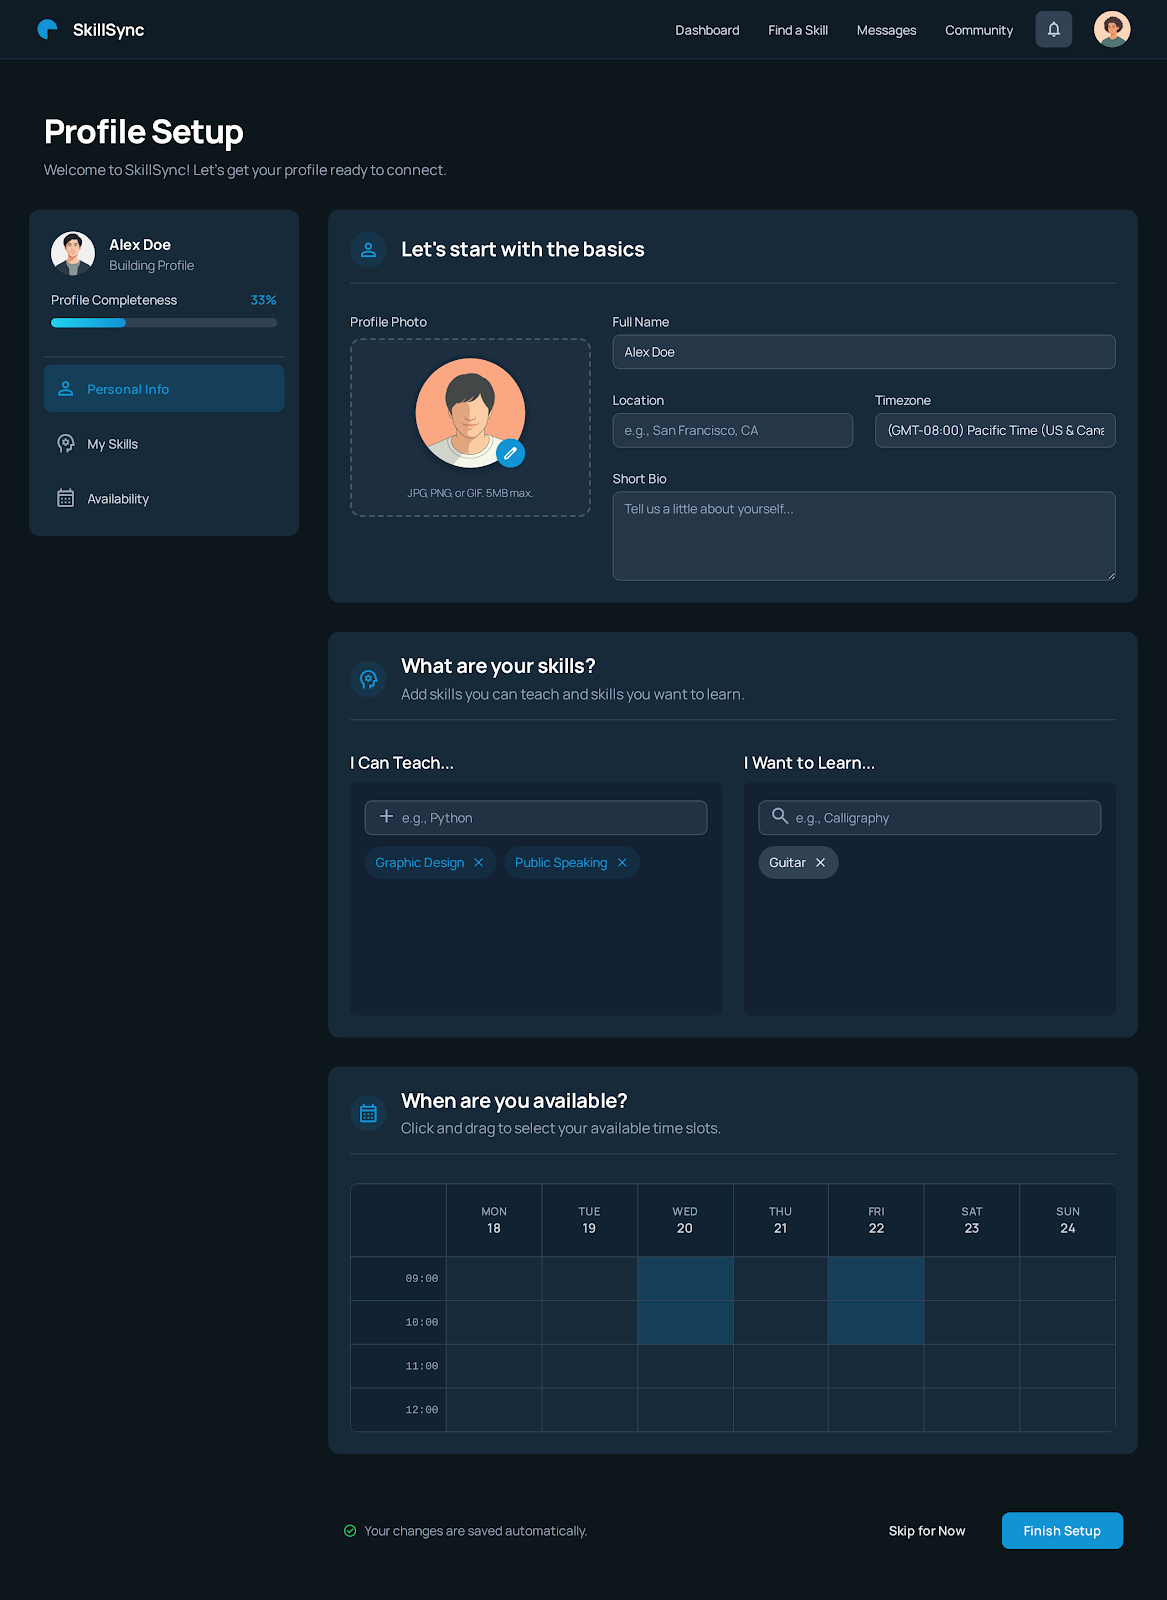 SkillSync
Dashboard
Find a Skill
Messages
Community
Profile Setup
Welcome to SkillSync! Let's get your profile ready to connect.
Alex Doe
Building Profile
Profile Completeness
33%
Personal Info
My Skills
Availability
Let's start with the basics
Profile Photo
JPG, PNG, or GIF. 5MB max.
Full Name
Alex Doe
Location
e.g., San Francisco, CA
Timezone
(GMT-08:00) Pacific Time (US & Cana
Short Bio
Tell us a little about yourself...
What are your skills?
Add skills you can teach and skills you want to learn.
I Can Teach...
e.g., Python
Graphic Design
Public Speaking
I Want to Learn...
e.g., Calligraphy
Guitar
When are you available?
Click and drag to select your available time slots.
MON
18
TUE
19
WED
20
THU
21
FRI
22
SAT
23
SUN
24
09:00
10:00
11:00
12:00
Your changes are saved automatically.
Skip for Now
Finish Setup